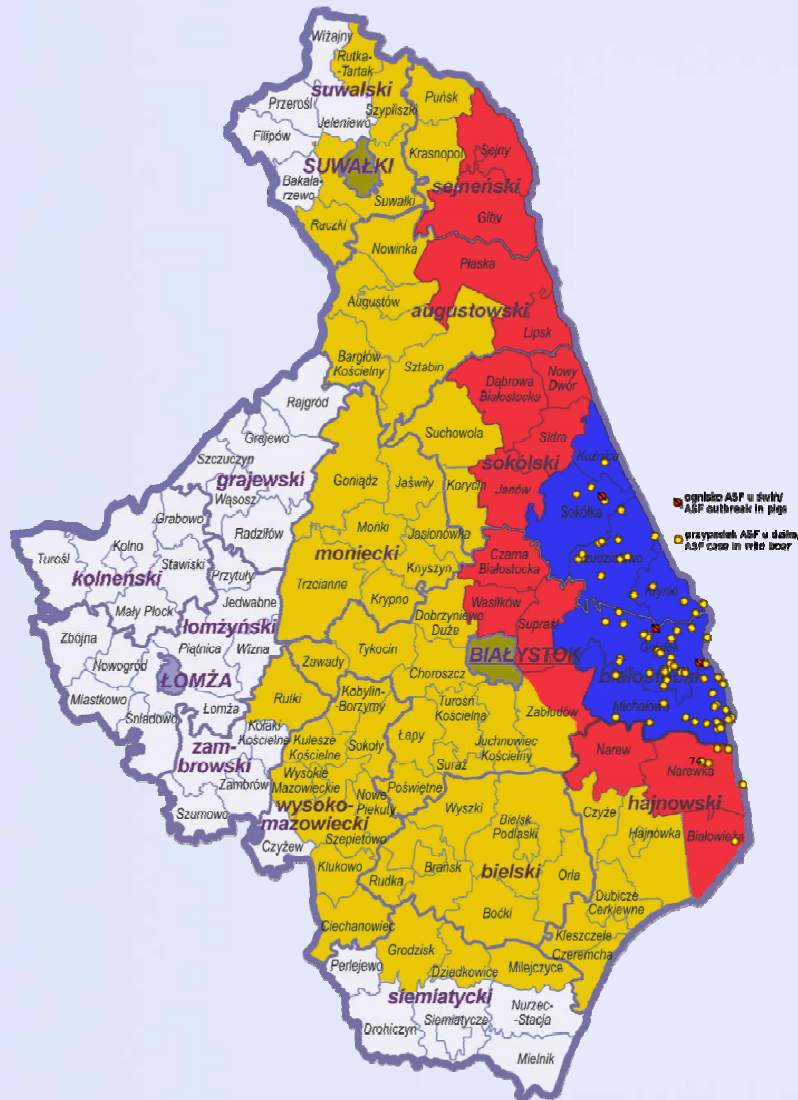 Wiżajny
Rutka-
-Tartak
suwalski
Puńsk
Przerośl
Szypliszki
Jeleniewo
Filipów
Krasnopol
Sejny
SUWAŁKI
Bakała-
rzewo
sejneński
Suwałki
Giby
Raczki
Nowinka
Płaska
Augustów
augustowski
Lipsk
Bargłów
Kościelny
Sztabin
Nowy
Dwór
Dąbrowa
Białostocka
Rajgród
Suchowola
Sidra
Grajewo
Kuźnica
Szczuczyn
sokólski
grajewski
Goniądz
Jaświły
Korycin
Janów
Wąsosz
ognisko ASF u świń/
ASF outbreak in pigs
Grabowo
Sokółka
Mońki
Radziłów
Jasionówka
przypadek ASF u dzika,
ASF case in wild boar
Turośl
Kolno
moniecki
Czarna
Białostocka
Stawiski
Knyszyn
kolneński
Przytuły
Trzcianne
Krynki
Krypno
Jedwabne
Wasilków
Mały Płock
Dobrzyniewo
Duże
Supraśl
łomżyński
Zbójna
Piątnica
Wizna
Tykocin
BIAŁYSTOK
Nowogród
Zawady
Choroszcz
ŁOMŻA
Miastkowo
Rutki
Kobylin-
Borzymy
Turośń
Kościelna
Michałowo
Łomża
Zabłudów
Śniadowo
Kołaki
Kościelne
Łapy
Kulesze
Kościelne
Sokoły
Juchnowiec
Kościelny
zam-
browski
Narew
Suraż
Wysokie
Mazowieckie
74
Narewka
Zambrów
Poświętne
Nowe
Piekuty
wysoko-
mazowiecki
Wyszki
hajnowski
Czyże
Szumowo
Bielsk
Podlaski
Hajnówka
Białowieża
Szepietowo
Czyżew
Klukowo
Brańsk
bielski
Orla
Rudka
Dubicze
Cerkiewne
Boćki
Ciechanowiec
Kleszczele
Grodzisk
Czeremcha
Perlejewo
Dziadkowice
Milejczyce
siemiatycki
Nurzec-
-Stacja
Drohiczyn
Siemiatycze
Mielnik